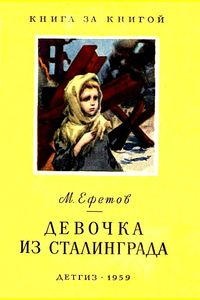 КНИГА ЗА КНИГОЙ
М. Ефетов
ДЕВОЧКА
ИЗ СТАЛИНГРАДА
ДЕТГИЗ · 1959